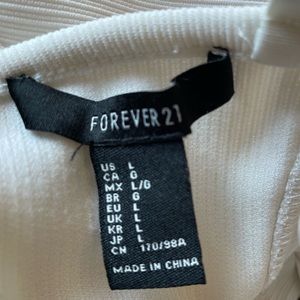 FOREVER 21
US L
CA G
MX L/G
BR G
EU L
UK L
KR L
JP L
CN 170/98A
MADE IN CHINA